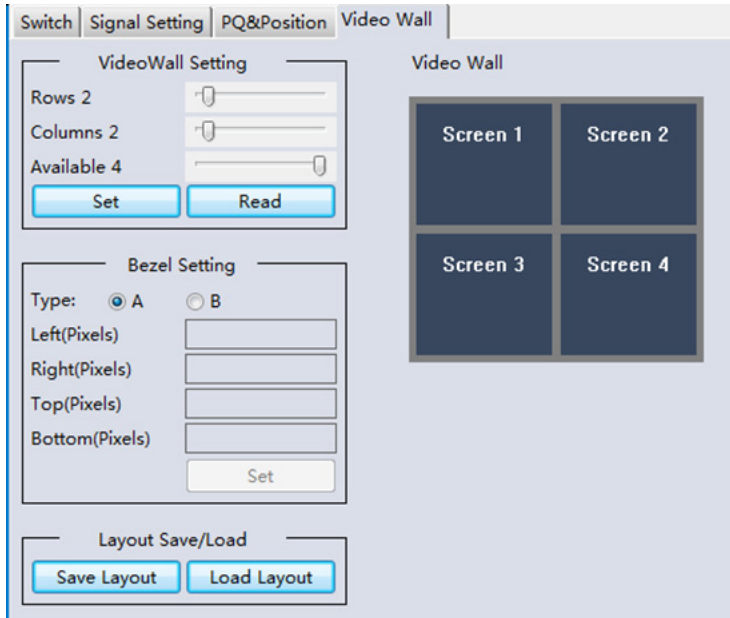 Switch Signal Setting PQ&Position Video Wall
VideoWall Setting
Rows 2
Columns 2
Available 4
Set Read
Bezel Setting
Type: A B
Left(Pixels)
Right(Pixels)
Top(Pixels)
Bottom(Pixels)
Set
Layout Save/Load
Save Layout Load Layout
Video Wall
Screen 1 Screen 2
Screen 3 Screen 4